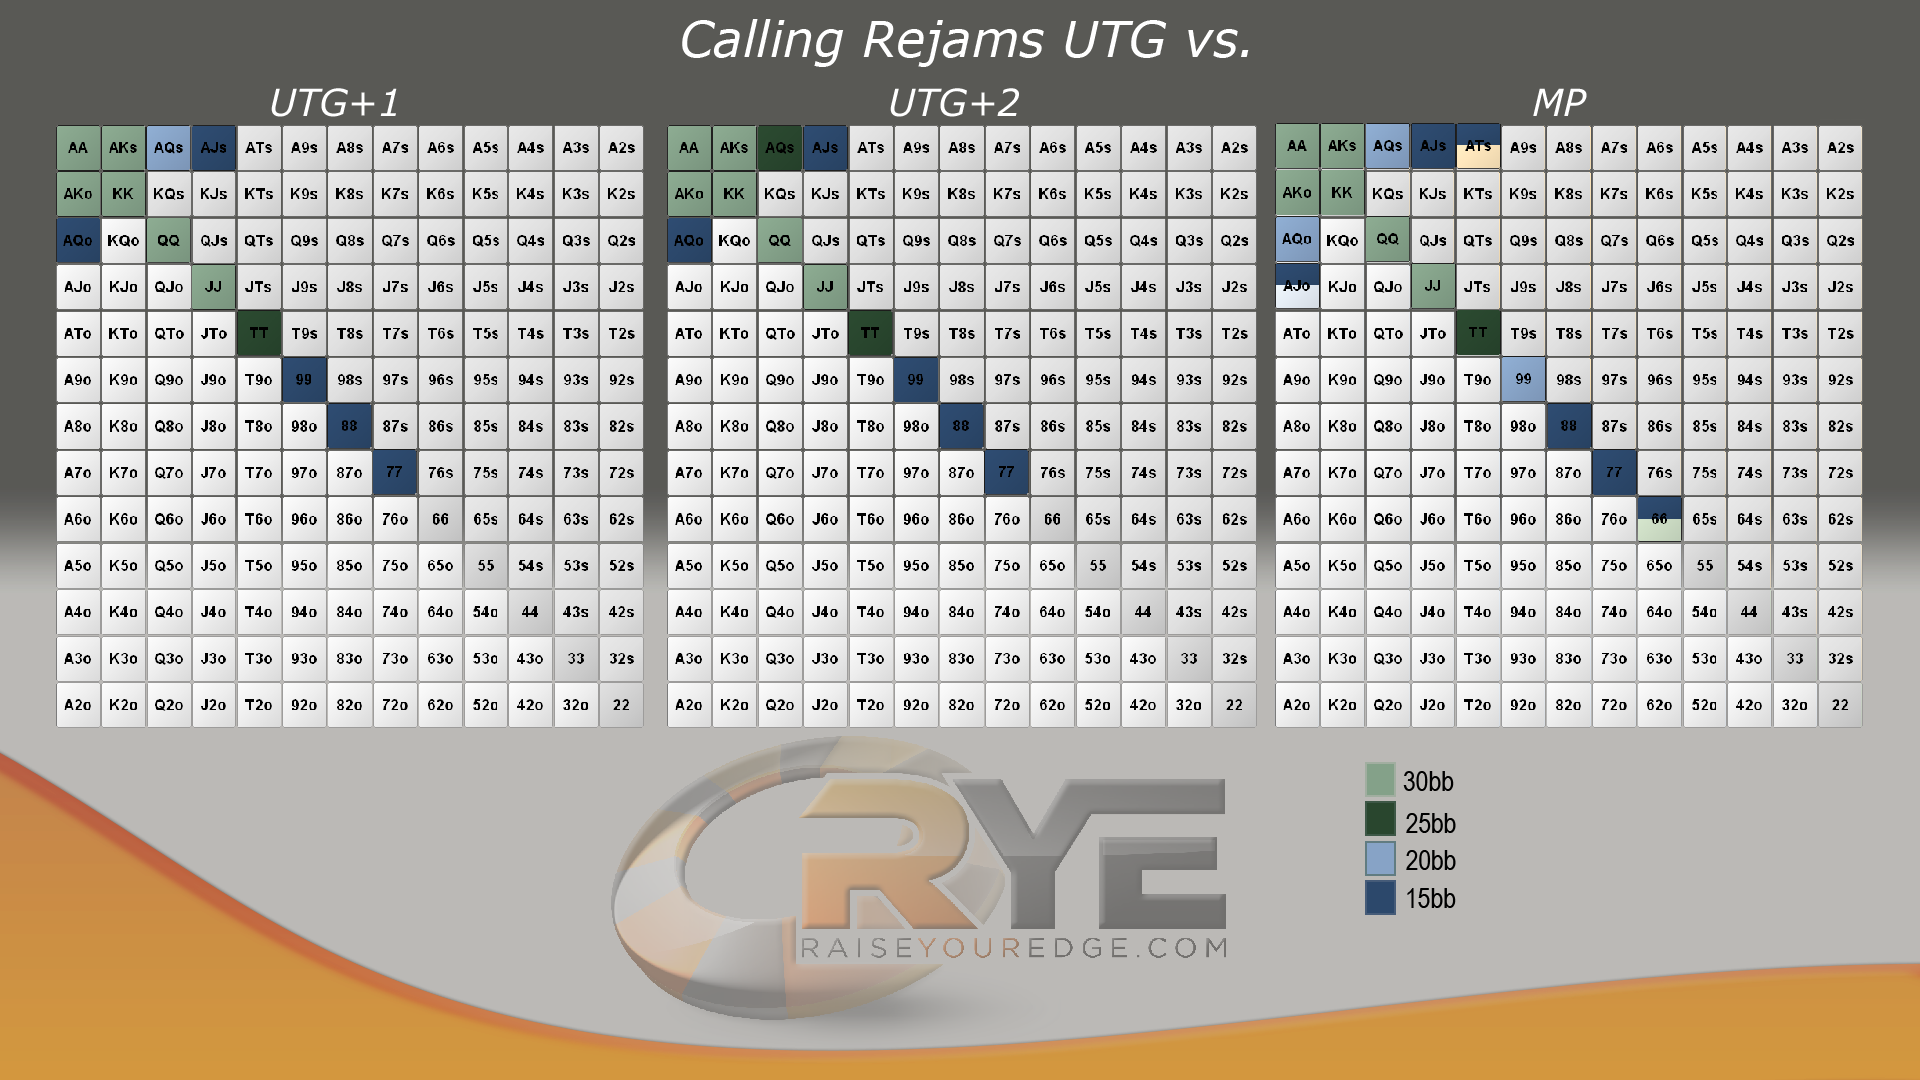 Calling Rejams UTG vs.
UTG+1 UTG+2 MP
AA AKs AQs AJs ATs A9s A8s A7s A6s A5s A4s A3s A2s AA AKs AQs AJs ATs A9s A8s A7s A6s A5s A4s A3s A2s AA AKs AQs AJs ATs A9s A8s A7s A6s A5s A4s A3s A2s
AKo KK KQs KJs KTs K9s K8s K7s K6s K5s K4s K3s K2s AKo KK KQs KJs KTs K9s K8s K7s K6s K5s K4s K3s K2s AKo KK KQs KJs KTs K9s K8s K7s K6s K5s K4s K3s K2s
AQo KQo QQ QJs QTs Q9s Q8s Q7s Q6s Q5s Q4s Q3s Q2s AQo KQo QQ QJs QTs Q9s Q8s Q7s Q6s Q5s Q4s Q3s Q2s AQo KQo QQ QJs QTs Q9s Q8s Q7s Q6s Q5s Q4s Q3s Q2s
AJo KJo QJo JJ JTs J9s J8s J7s J6s J5s J4s J3s J2s AJo KJo QJo JJ JTs J9s J8s J7s J6s J5s J4s J3s J2s AJo KJo QJo JJ JTs J9s J8s J7s J6s J5s J4s J3s J2s
ATo KTo QTo JTo TT T9s T8s T7s T6s T5s T4s T3s T2s ATo KTo QTo JTo TT T9s T8s T7s T6s T5s T4s T3s T2s ATo KTo QTo JTo TT T9s T8s T7s T6s T5s T4s T3s T2s
A9o K9o Q9o J9o T9o 99 98s 97s 96s 95s 94s 93s 92s A9o K9o Q9o J9o T9o 99 98s 97s 96s 95s 94s 93s 92s A9o K9o Q9o J9o T9o 99 98s 97s 96s 95s 94s 93s 92s
A8o K8o Q8o J8o T8o 98o 88 87s 86s 85s 84s 83s 82s A8o K8o Q8o J8o T8o 98o 88 87s 86s 85s 84s 83s 82s A8o K8o Q8o J8o T8o 98o 88 87s 86s 85s 84s 83s 82s
A7o K7o Q7o J7o T7o 97o 87o 77 76s 75s 74s 73s 72s A7o K7o Q7o J7o T7o 97o 87o 77 76s 75s 74s 73s 72s A7o K7o Q7o J7o T7o 97o 87o 77 76s 75s 74s 73s 72s
A6o K6o Q6o J6o T6o 96o 86o 76o 66 65s 64s 63s 62s A6o K6o Q6o J6o T6o 96o 86o 76o 66 65s 64s 63s 62s A6o K6o Q6o J6o T6o 96o 86o 76o 66 65s 64s 63s 62s
A5o K5o Q5o J5o T5o 95o 85o 75o 65o 55 54s 53s 52s A5o K5o Q5o J5o T5o 95o 85o 75o 65o 55 54s 53s 52s A5o K5o Q5o J5o T5o 95o 85o 75o 65o 55 54s 53s 52s
A4o K4o Q4o J4o T4o 94o 84o 74o 64o 54o 44 43s 42s A4o K4o Q4o J4o T4o 94o 84o 74o 64o 54o 44 43s 42s A4o K4o Q4o J4o T4o 94o 84o 74o 64o 54o 44 43s 42s
A3o K3o Q3o J3o T3o 93o 83o 73o 63o 53o 43o 33 32s A3o K3o Q3o J3o T3o 93o 83o 73o 63o 53o 43o 33 32s A3o K3o Q3o J3o T3o 93o 83o 73o 63o 53o 43o 33 32s
A2o K2o Q2o J2o T2o 92o 82o 72o 62o 52o 42o 32o 22 A2o K2o Q2o J2o T2o 92o 82o 72o 62o 52o 42o 32o 22 A2o K2o Q2o J2o T2o 92o 82o 72o 62o 52o 42o 32o 22
30bb
25bb
20bb
15bb
RYE
RAISEYOUREDGE.COM